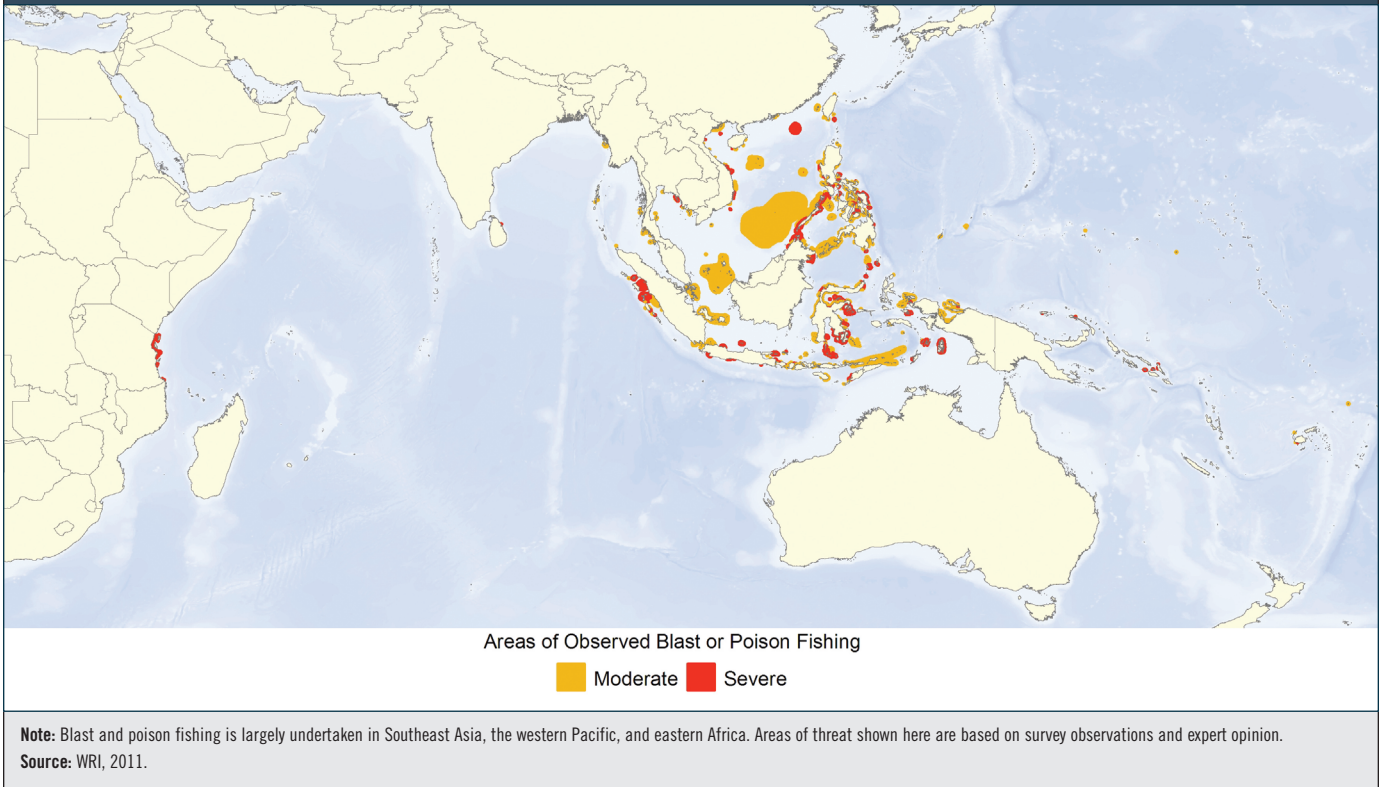 Areas of Observed Blast or Poison Fishing
Moderate Severe
Note: Blast and poison fishing is largely undertaken in Southeast Asia, the western Pacific, and eastern Africa. Areas of threat shown here are based on survey observations and expert opinion.
Source: WRI, 2011.